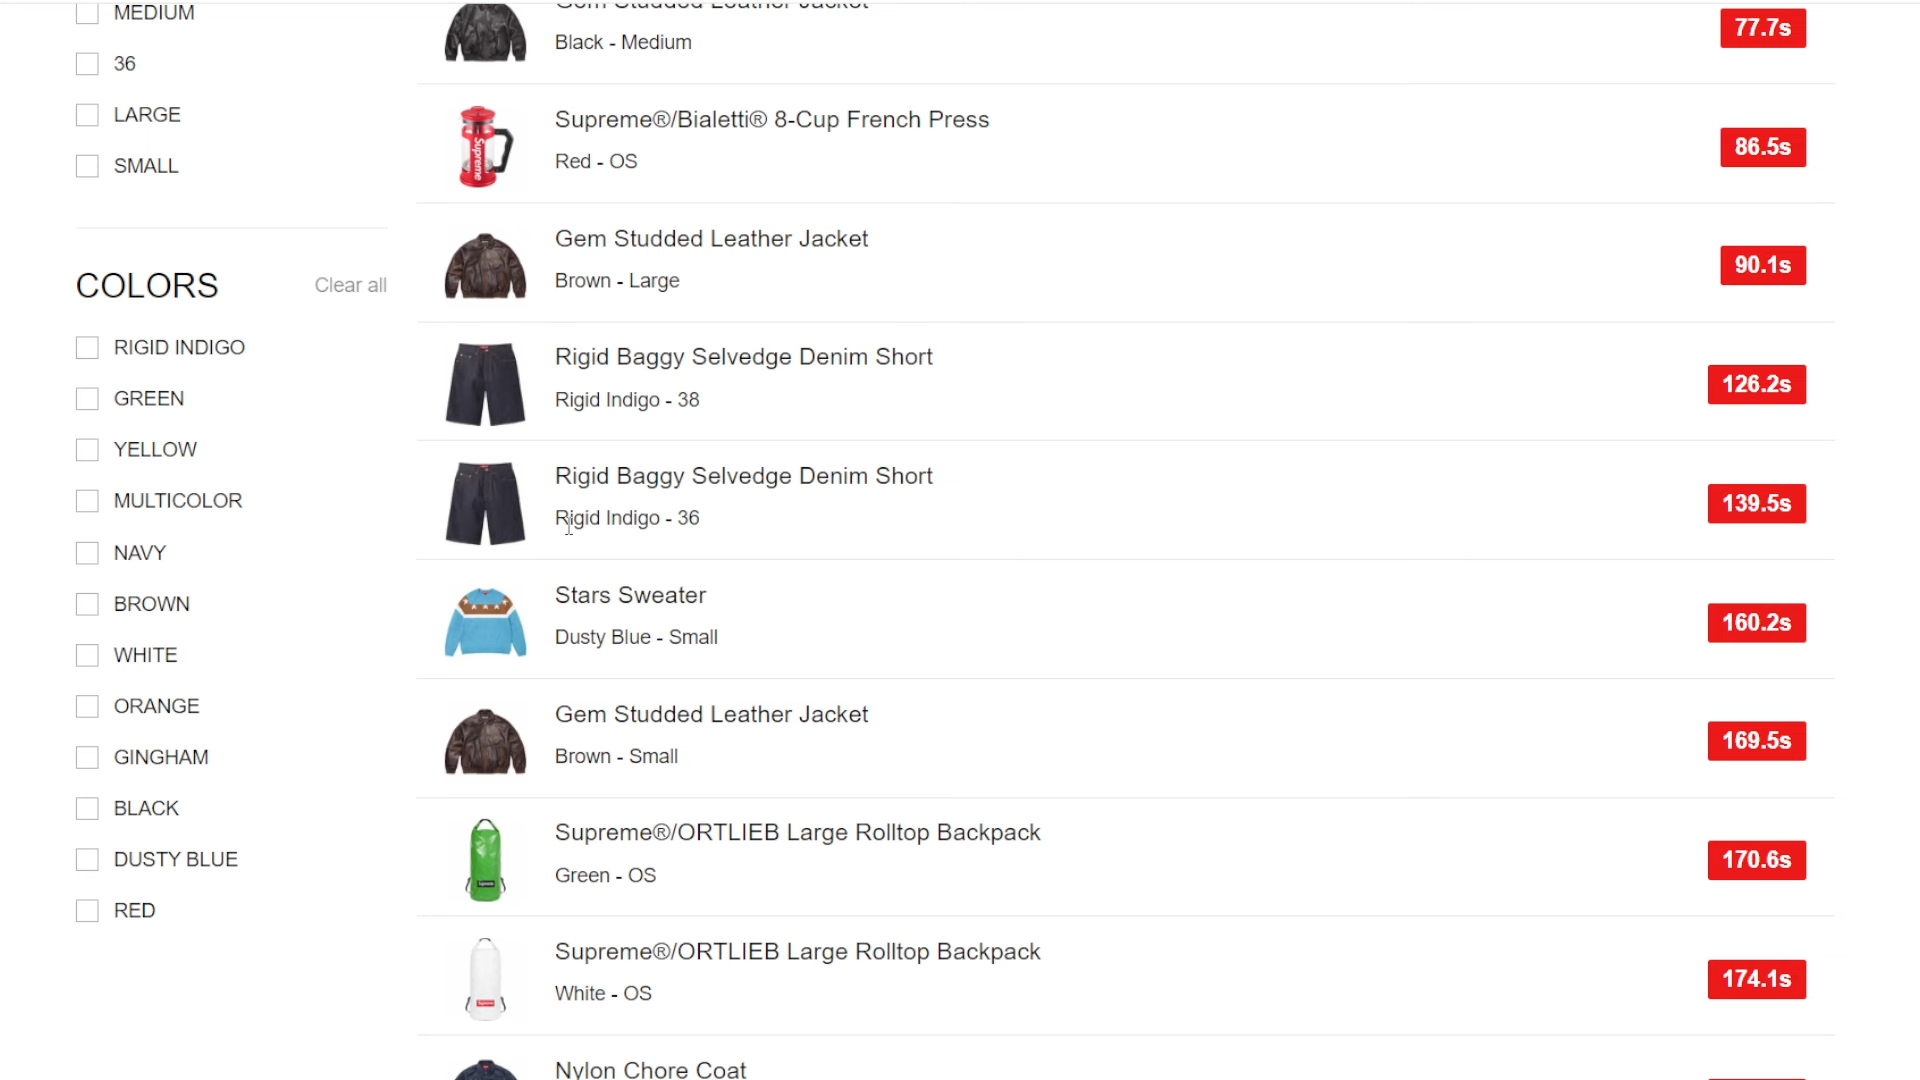 MEDIUM
36
LARGE
SMALL
COLORS
Clear all
RIGID INDIGO
GREEN
YELLOW
MULTICOLOR
NAVY
BROWN
WHITE
ORANGE
GINGHAM
BLACK
DUSTY BLUE
RED
Gem Studded Leather Jacket
Black - Medium
77.7s
Supreme
Supreme®/Bialetti® 8-Cup French Press
Red - OS
86.5s
Gem Studded Leather Jacket
Brown - Large
90.1s
Rigid Baggy Selvedge Denim Short
Rigid Indigo - 38
126.2s
Rigid Baggy Selvedge Denim Short
Rigid Indigo - 36
139.5s
Stars Sweater
Dusty Blue - Small
160.2s
Gem Studded Leather Jacket
Brown - Small
169.5s
Supreme®/ORTLIEB Large Rolltop Backpack
Green - OS
170.6s
Supreme®/ORTLIEB Large Rolltop Backpack
White - OS
174.1s
Nylon Chore Coat